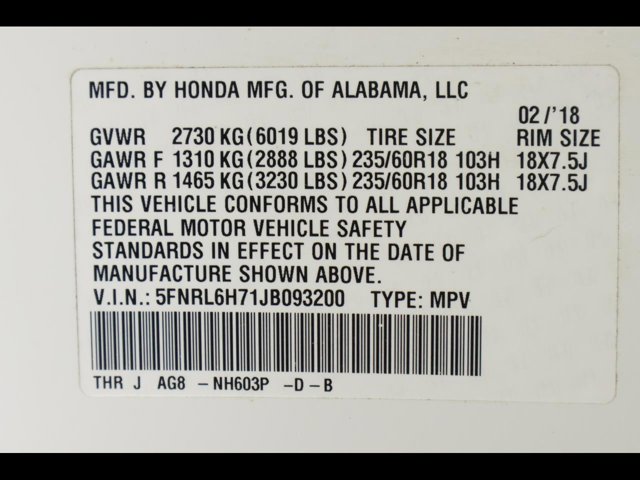 MFD. BY HONDA MFG. OF ALABAMA, LLC
02/'18
GVWR 2730 KG(6019 LBS) TIRE SIZE RIM SIZE
GAWR F 1310 KG(2888 LBS) 235/60R18 103H 18X7.5J
GAWR R 1465 KG(3230 LBS) 235/60R18 103H 18X7.5J
THIS VEHICLE CONFORMS TO ALL APPLICABLE
FEDERAL MOTOR VEHICLE SAFETY
STANDARDS IN EFFECT ON THE DATE OF
MANUFACTURE SHOWN ABOVE.
V.I.N.: 5FNRL6H71JB093200 TYPE: MPV
THR J AG8 -NH603P -D-B